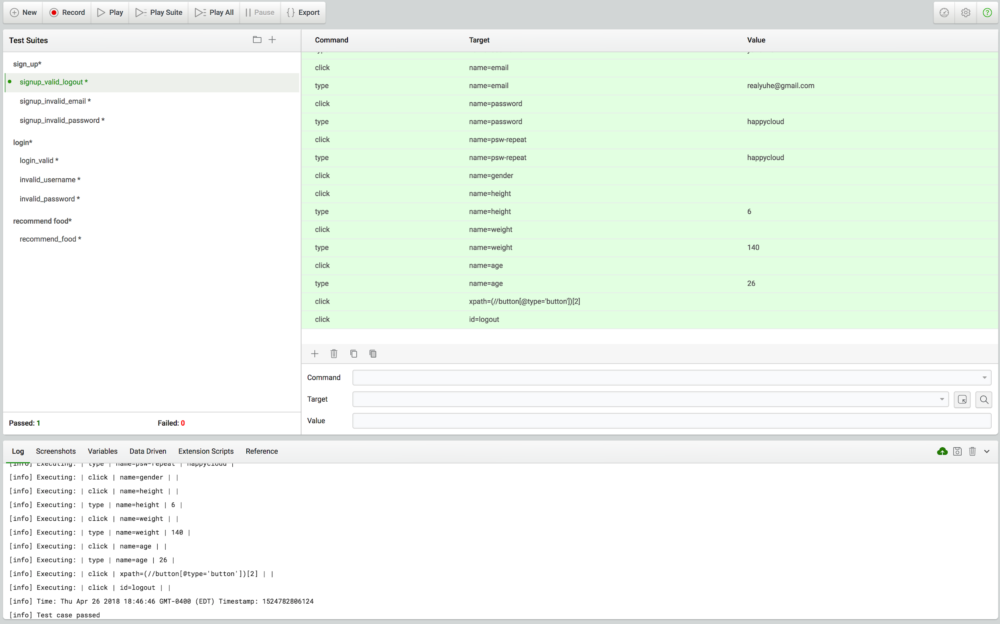 New Record Play Play Suite Play All Pause Export
Test Suites
sign_up*
signup_valid_logout *
signup_invalid_email *
signup_invalid_password *
login*
login_valid *
invalid_username *
invalid_password *
recommend food*
recommend_food *
Passed: 1 Failed: 0
Command Target Value
click name=email
type name=email realyuhe@gmail.com
click name=password
type name=password happycloud
click name=psw-repeat
type name=psw-repeat happycloud
click name=gender
click name=height
type name=height 6
click name=weight
type name=weight 140
click name=age
type name=age 26
click xpath=(//button[@type='button'])[2]
click id=logout
Command
Target
Value
Log Screenshots Variables Data Driven Extension Scripts Reference
[info] Executing: | type | name=psw-repeat | happycloud |
[info] Executing: | click | name=gender | |
[info] Executing: | click | name=height | |
[info] Executing: | type | name=height | 6 |
[info] Executing: | click | name=weight | |
[info] Executing: | type | name=weight | 140 |
[info] Executing: | click | name=age | |
[info] Executing: | type | name=age | 26 |
[info] Executing: | click | xpath=(//button[@type='button'])[2] | |
[info] Executing: | click | id=logout | |
[info] Time: Thu Apr 26 2018 18:46:46 GMT-0400 (EDT) Timestamp: 1524782806124
[info] Test case passed